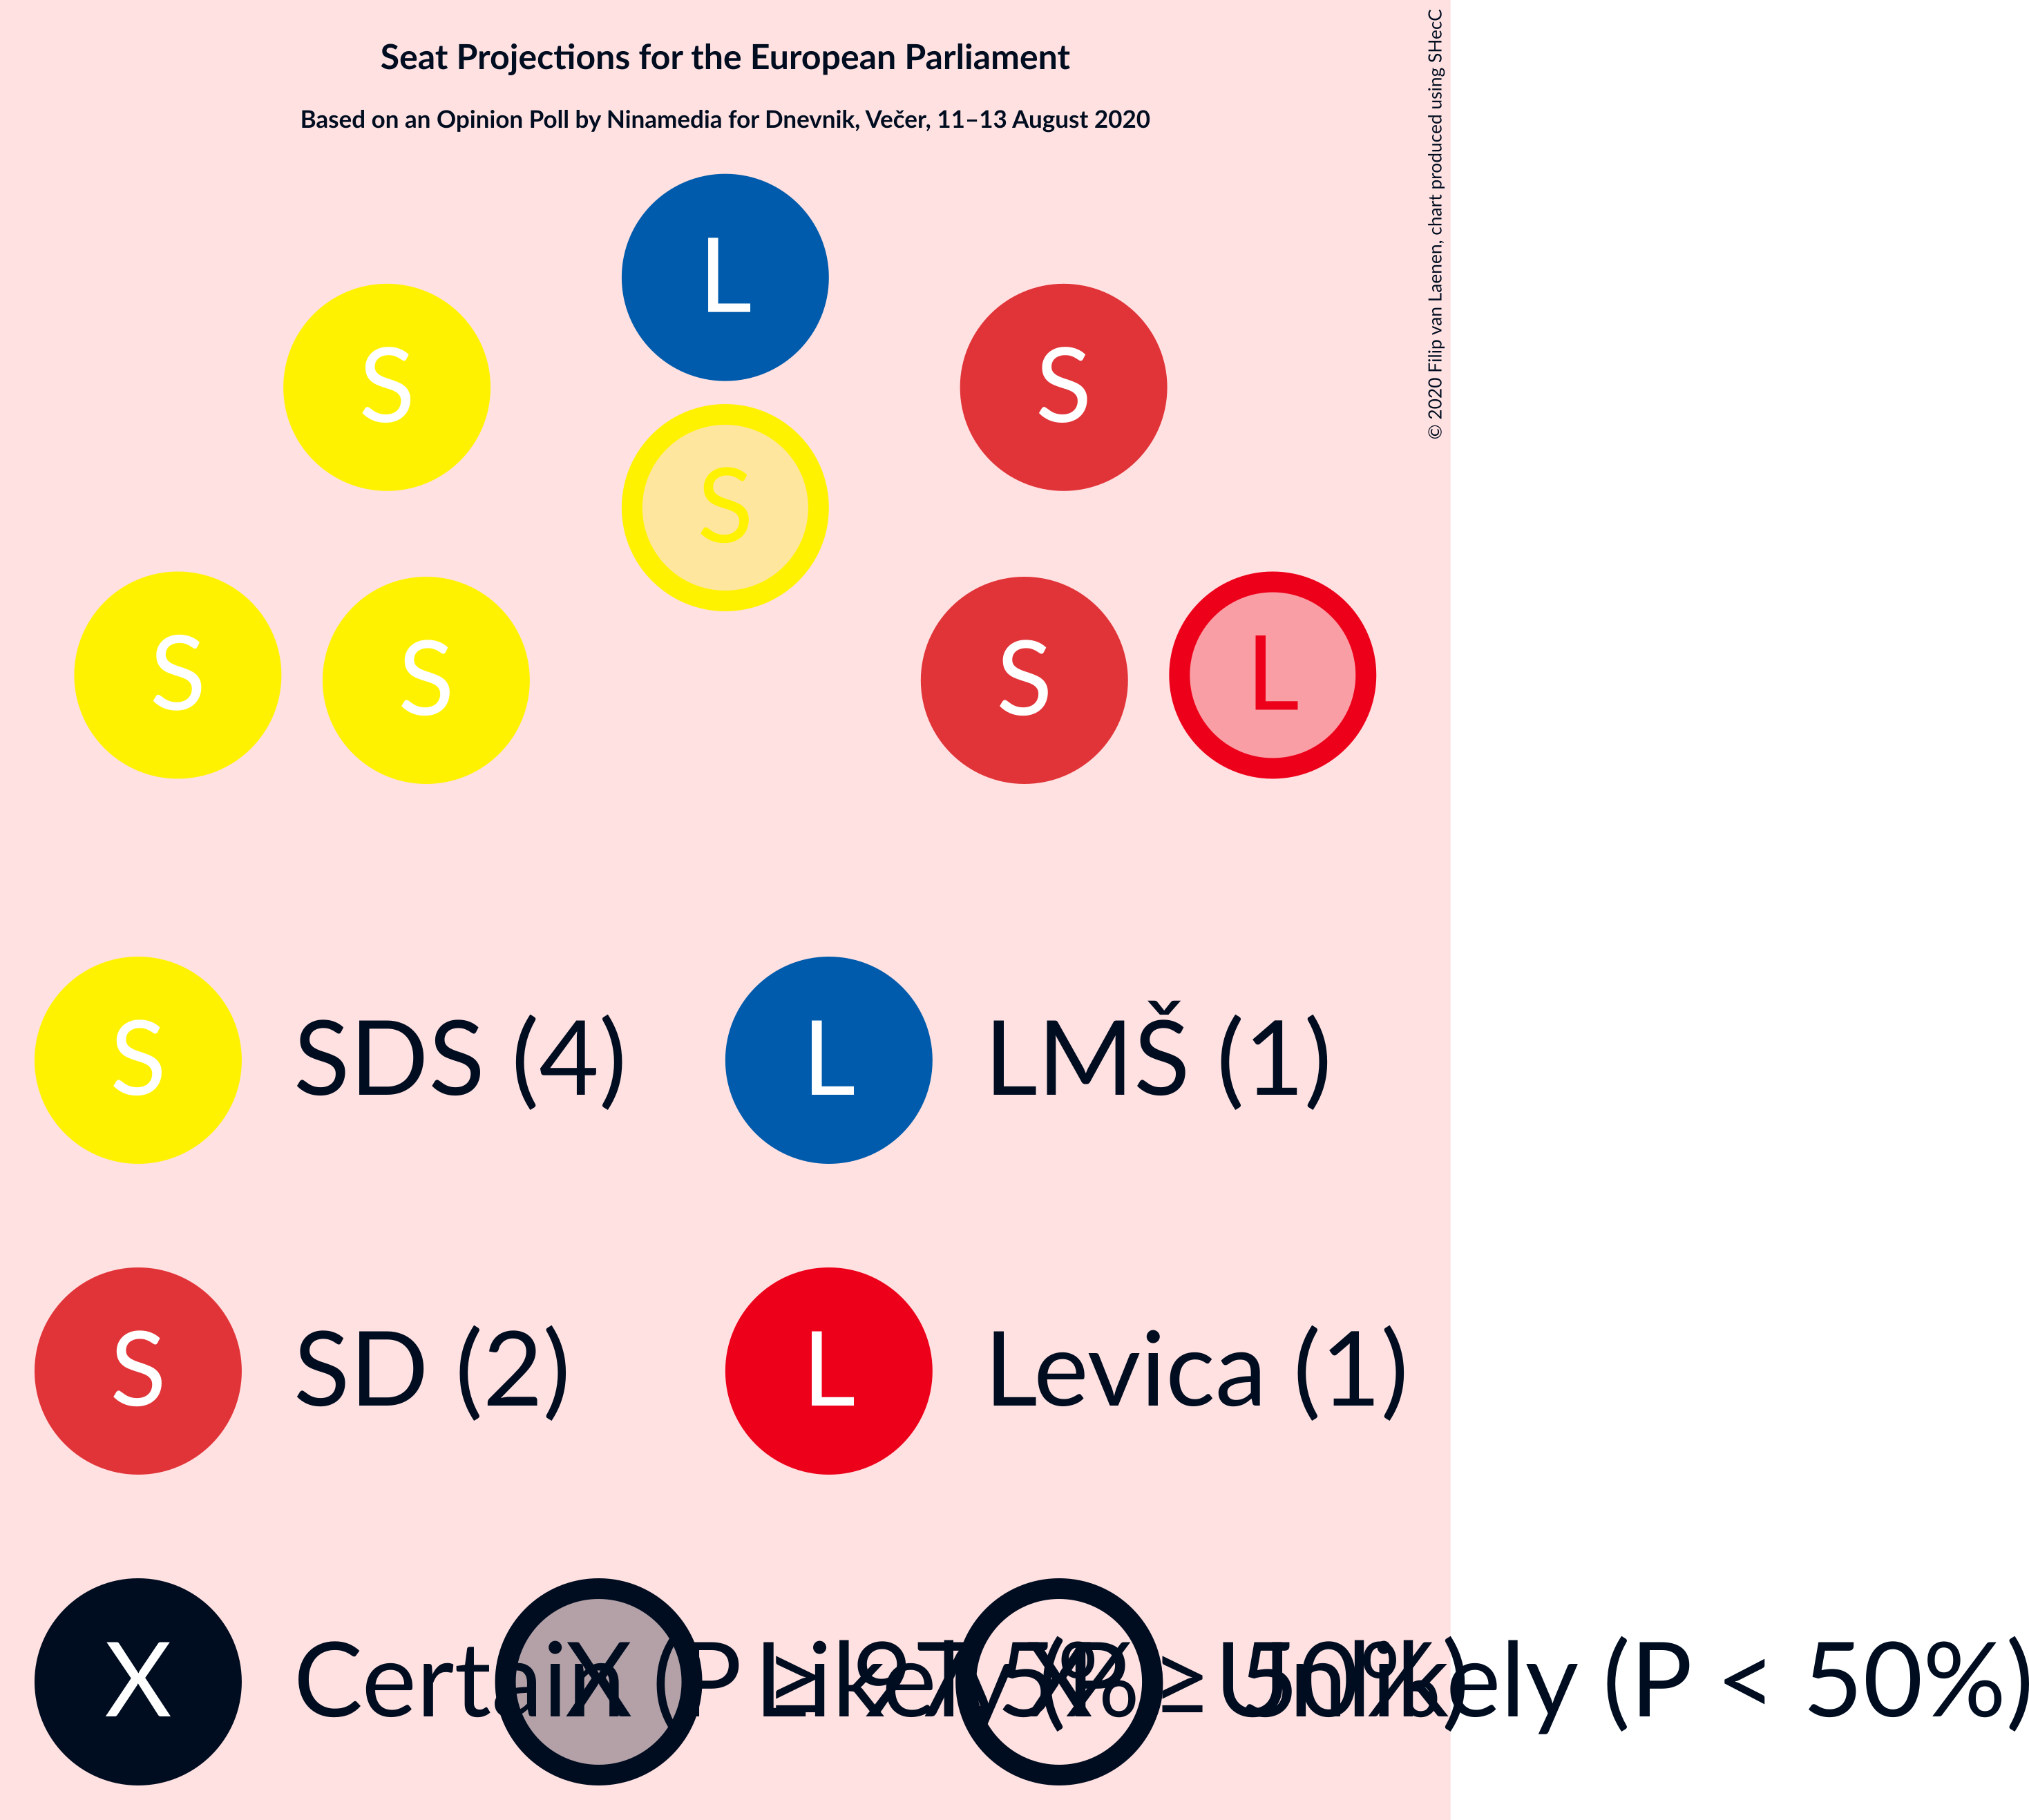 Seat Projections for the European Parliament
Based on an Opinion Poll by Ninamedia for Dnevnik, Večer, 11–13 August 2020
© 2020 Filip van Laenen, chart produced using SHecC
L
S
S
S
S
S
S
L
S SDS (4)
L LMŠ (1)
S SD (2)
L Levica (1)
X Certain (P ≥ 97.5%)
X Likely (P ≥ 50%)
X Unlikely (P < 50%)